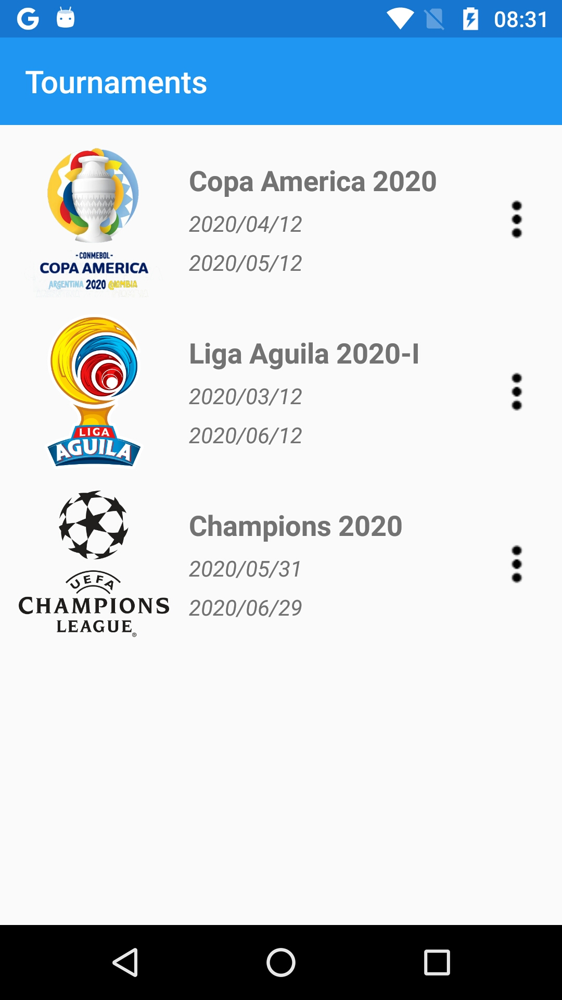 08:31
Tournaments
Copa America 2020
2020/04/12
2020/05/12
-CONMEBOL-
COPA AMERICA
ARGENTINA 2020 COLOMBIA
Liga Aguila 2020-I
2020/03/12
2020/06/12
LIGA
AGUILA
Champions 2020
2020/05/31
2020/06/29
UEFA
CHAMPIONS
LEAGUE®